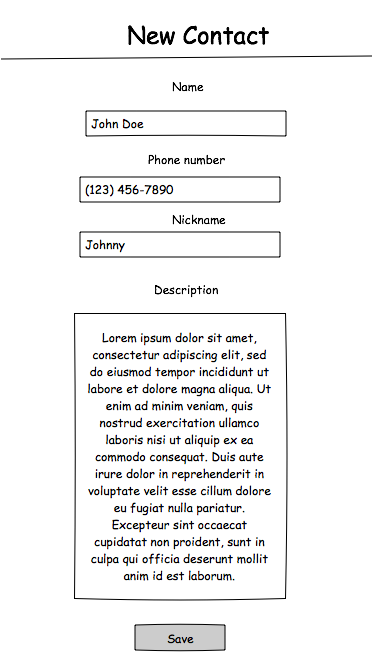 New Contact
Name
John Doe
Phone number
(123) 456-7890
Nickname
Johnny
Description
Lorem ipsum dolor sit amet,
consectetur adipiscing elit, sed
do eiusmod tempor incididunt ut
labore et dolore magna aliqua. Ut
enim ad minim veniam, quis
nostrud exercitation ullamco
laboris nisi ut aliquip ex ea
commodo consequat. Duis aute
irure dolor in reprehenderit in
voluptate velit esse cillum dolore
eu fugiat nulla pariatur.
Excepteur sint occaecat
cupidatat non proident, sunt in
culpa qui officia deserunt mollit
anim id est laborum.
Save